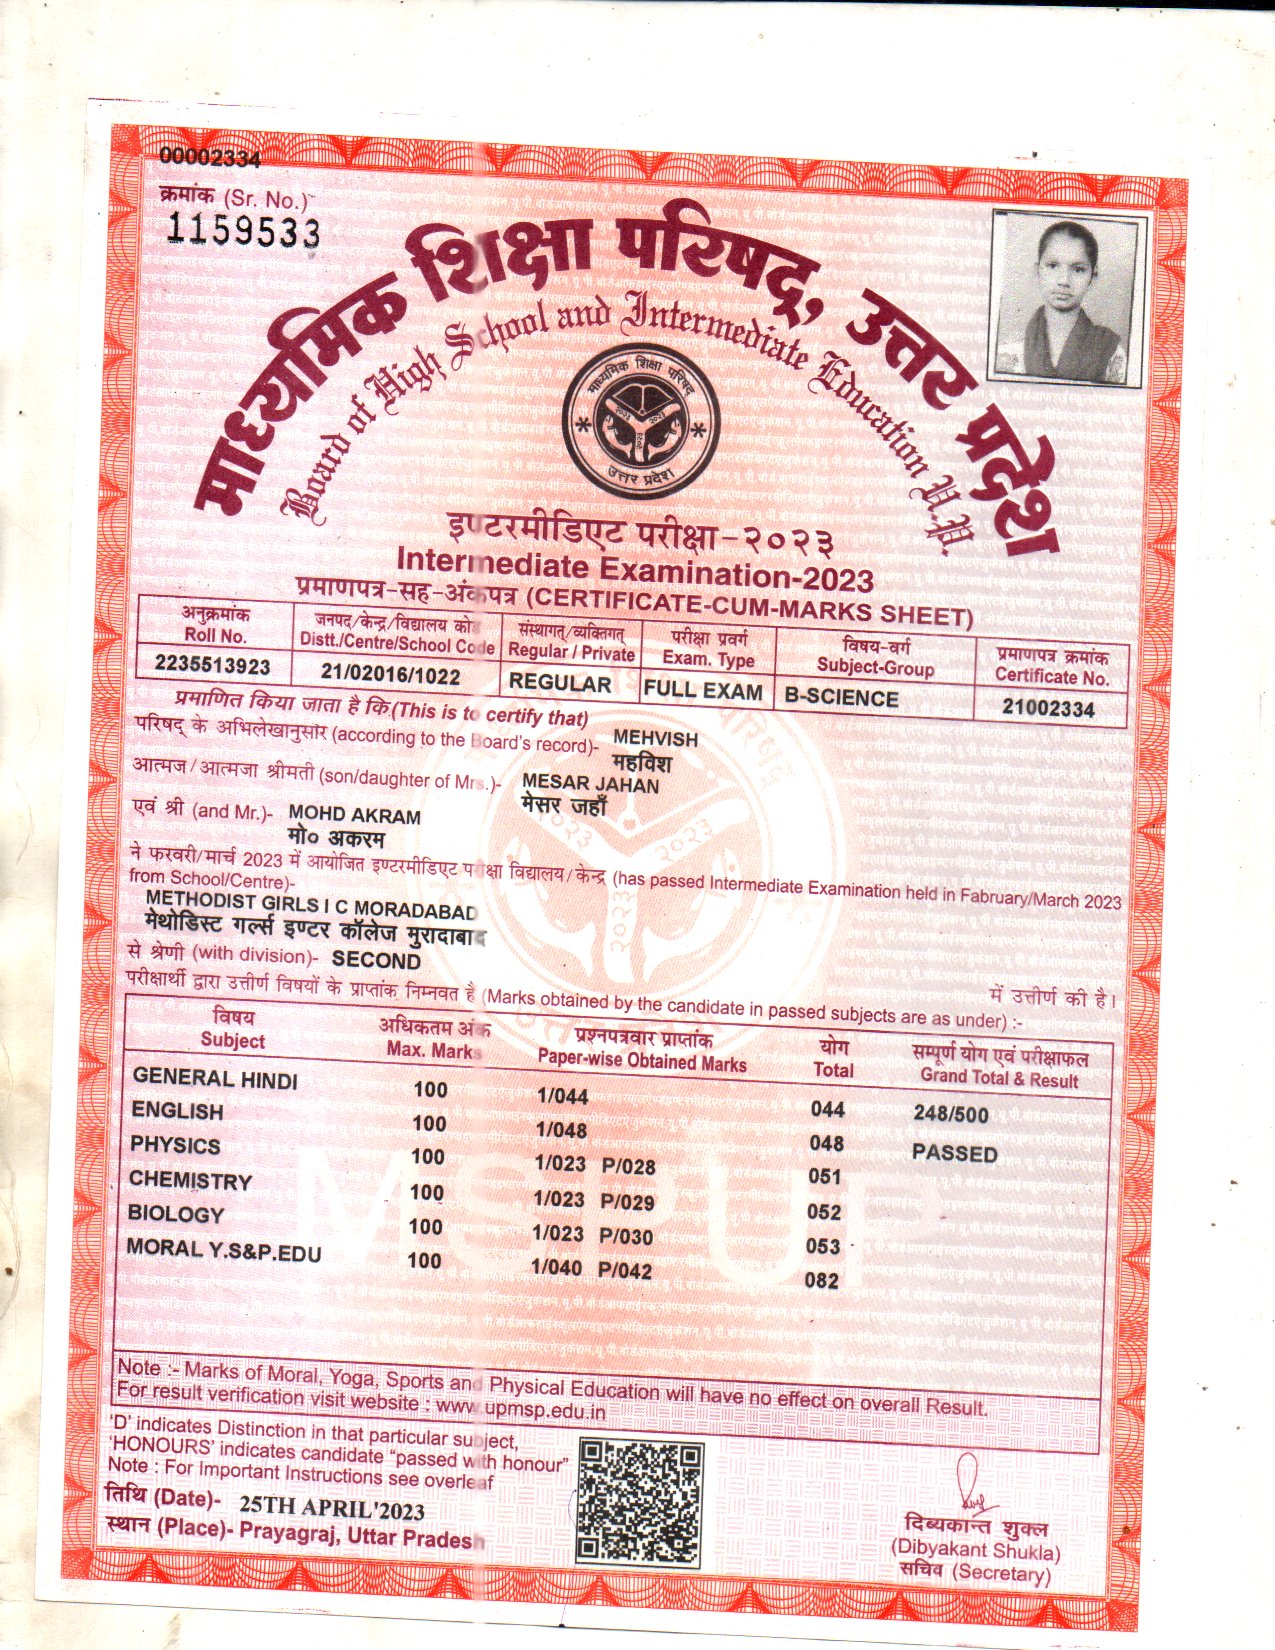 00002334
क्रमांक (Sr. No.)
1159533
माध्यमिक शिक्षा परिषद्, उत्तर प्रदेश
Board of High School and Intermediate Education U.P.
माध्यमिक शिक्षा परिषद
२०२३ २०२३ २०२३
उत्तर प्रदेश
इण्टरमीडिएट परीक्षा-२०२३
Intermediate Examination-2023
प्रमाणपत्र-सह-अंकपत्र (CERTIFICATE-CUM-MARKS SHEET)
अनुक्रमांक जनपद/केन्द्र/विद्यालय कोड संस्थागत/व्यक्तिगत परीक्षा प्रवर्ग विषय-वर्ग प्रमाणपत्र क्रमांक
Roll No. Distt./Centre/School Code Regular / Private Exam. Type Subject-Group Certificate No.
2235513923 21/02016/1022 REGULAR FULL EXAM B-SCIENCE 21002334
प्रमाणित किया जाता है कि(This is to certify that)
परिषद् के अभिलेखानुसार (according to the Board's record)- MEHVISH
महविश
आत्मज/आत्मजा श्रीमती (son/daughter of Mrs.)- MESAR JAHAN
मेसर जहाँ
एवं श्री (and Mr.)- MOHD AKRAM
मो० अकरम
ने फरवरी/मार्च 2023 में आयोजित इण्टरमीडिएट परीक्षा विद्यालय/केन्द्र (has passed Intermediate Examination held in Fabruary/March 2023
from School/Centre)-
METHODIST GIRLS I C MORADABAD
मेथोडिस्ट गर्ल्स इण्टर कॉलेज मुरादाबाद
से श्रेणी (with division)- SECOND
में उत्तीर्ण की है।
परीक्षार्थी द्वारा उत्तीर्ण विषयों के प्राप्तांक निम्नवत है (Marks obtained by the candidate in passed subjects are as under) :-
विषय अधिकतम अंक प्रश्नपत्रवार प्राप्तांक योग सम्पूर्ण योग एवं परीक्षाफल
Subject Max. Marks Paper-wise Obtained Marks Total Grand Total & Result
GENERAL HINDI 100 1/044 044 248/500
ENGLISH 100 1/048 048 PASSED
PHYSICS 100 1/023 P/028 051
CHEMISTRY 100 1/023 P/029 052
BIOLOGY 100 1/023 P/030 053
MORAL Y.S&P.EDU 100 1/040 P/042 082
Note :- Marks of Moral, Yoga, Sports and Physical Education will have no effect on overall Result.
For result verification visit website : www.upmsp.edu.in
'D' indicates Distinction in that particular subject,
'HONOURS' indicates candidate "passed with honour"
Note : For Important Instructions see overleaf
तिथि (Date)- 25TH APRIL'2023
स्थान (Place)- Prayagraj, Uttar Pradesh
दिब्यकान्त शुक्ल
(Dibyakant Shukla)
सचिव (Secretary)